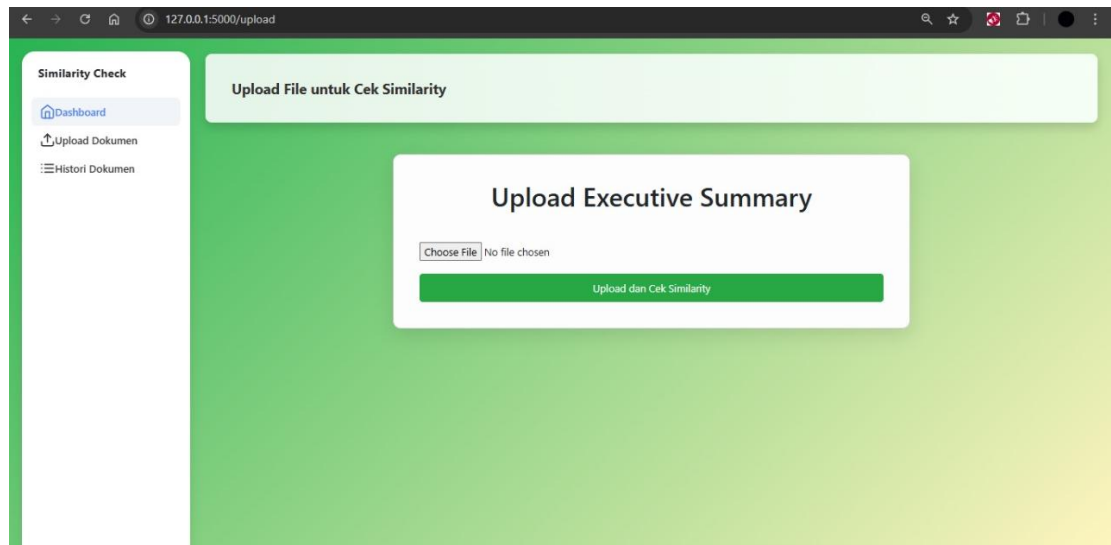 127.0.0.1:5000/upload
Similarity Check
Dashboard
Upload Dokumen
Histori Dokumen
Upload File untuk Cek Similarity
Upload Executive Summary
Choose File No file chosen
Upload dan Cek Similarity